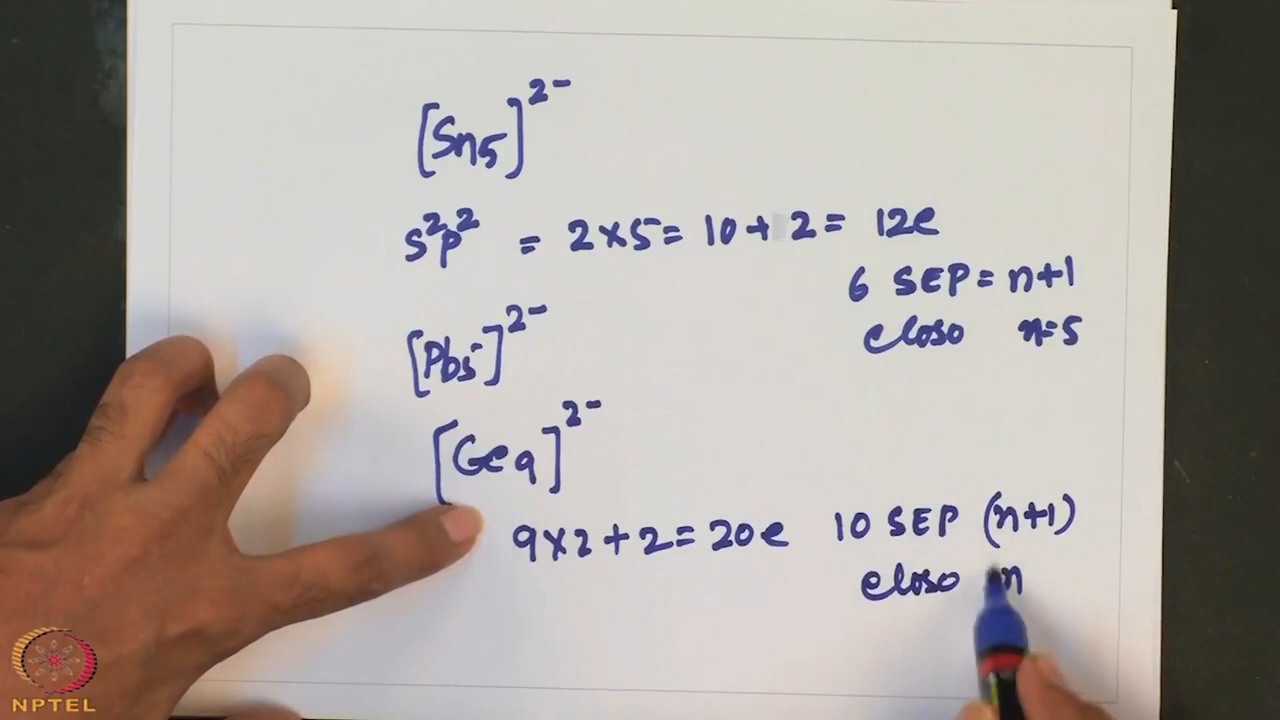 [Sn₅]²⁻
s²p² = 2×5 = 10 + 2 = 12e
6 SEP = n+1
closo n=5
[Pb₅]²⁻
[Ge₉]²⁻
9×2+2=20e 10 SEP (n+1)
closo n
NPTEL